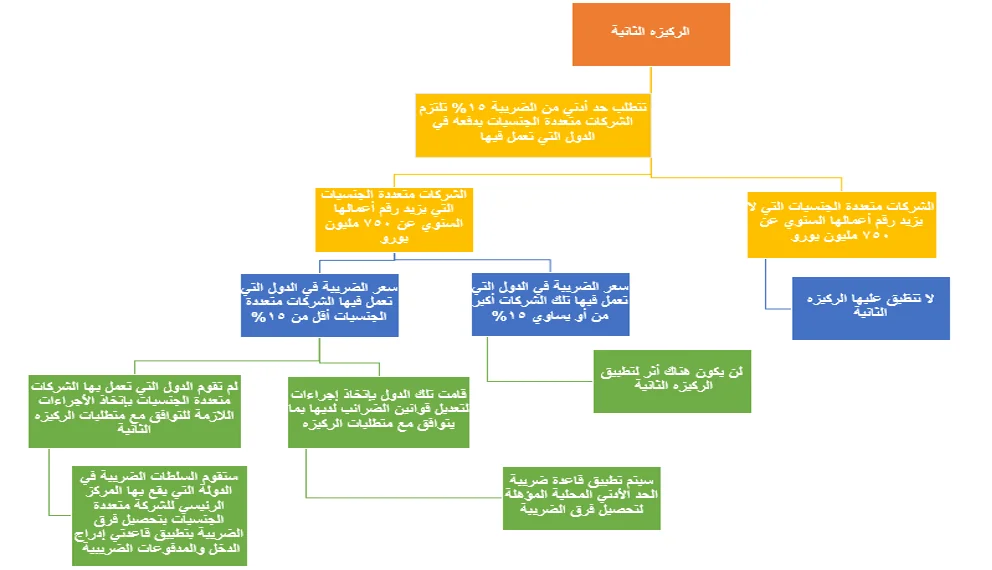 الركيزه الثانية
تتطلب حد أدني من الضريبة ١٥% تلتزم
الشركات متعددة الجنسيات بدفعه في
الدول التي تعمل فيها
الشركات متعددة الجنسيات التي لا
يزيد رقم أعمالها السنوي عن
٧٥٠ مليون يورو
لا تنطبق عليها الركيزه
الثانية
الشركات متعددة الجنسيات
التي يزيد رقم أعمالها
السنوي عن ٧٥٠ مليون
يورو
سعر الضريبة في الدول التي
تعمل فيها تلك الشركات أكبر
من أو يساوي ١٥%
لن يكون هناك أثر لتطبيق
الركيزه الثانية
سعر الضريبة في الدول التي
تعمل فيها الشركات متعددة
الجنسيات أقل من ١٥%
قامت تلك الدول بإتخاذ إجراءات
لتعديل قوانين الضرائب لديها بما
يتوافق مع متطلبات الركيزه
سيتم تطبيق قاعدة ضريبة
الحد الأدني المحلية المؤهلة
لتحصيل فرق الضريبة
لم تقوم الدول التي تعمل بها الشركات
متعددة الجنسيات بإتخاذ الأجراءات
اللازمة للتوافق مع متطلبات الركيزه
الثانية
ستقوم السلطات الضريبة في
الدولة التي يقع بها المركز
الرئيسي للشركة متعددة
الجنسيات بتحصيل فرق
الضريبة بتطبيق قاعدتي إدراج
الدخل والمدفوعات الضريبية